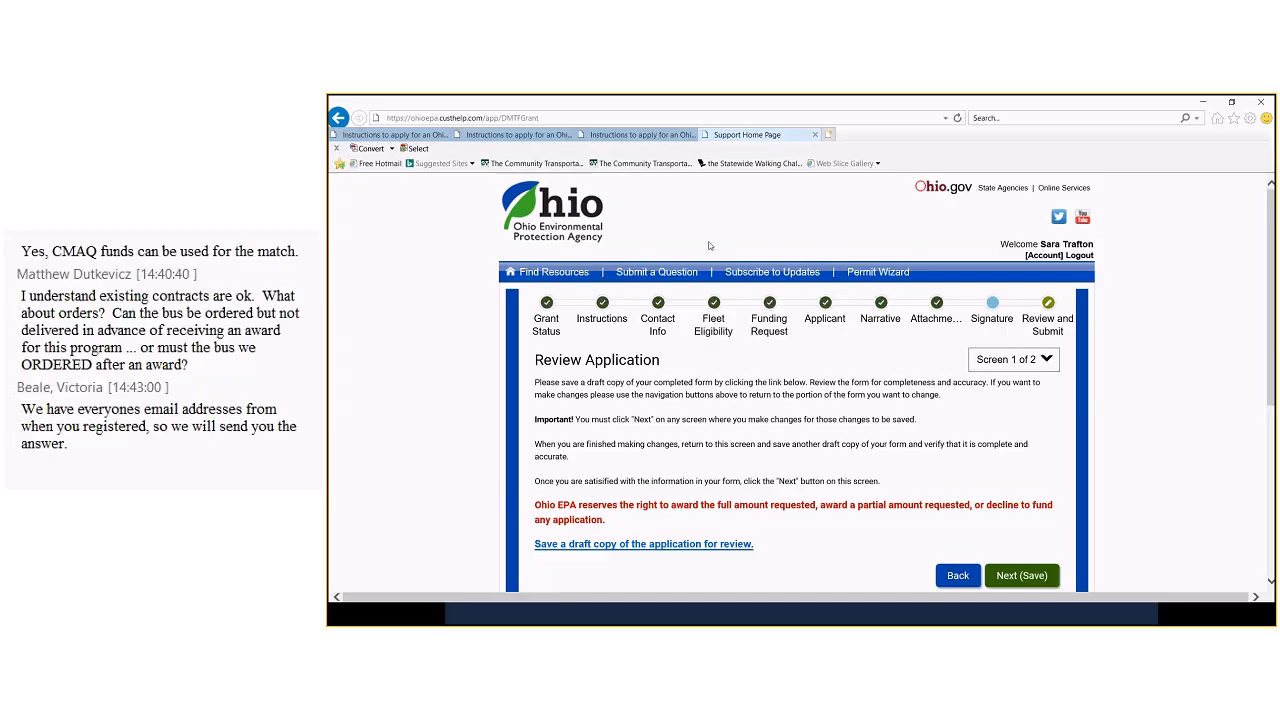 Yes, CMAQ funds can be used for the match.
Matthew Dutkevicz [14:40:40 ]
I understand existing contracts are ok. What
about orders? Can the bus be ordered but not
delivered in advance of receiving an award
for this program ... or must the bus we
ORDERED after an award?
Beale, Victoria [14:43:00 ]
We have everyones email addresses from
when you registered, so we will send you the
answer.
https://ohioepa.custhelp.com/app/DMTFGrant
Search...
Instructions to apply for an Ohi...
Instructions to apply for an Ohi...
Instructions to apply for an Ohi...
Support Home Page
x Convert Select
Free Hotmail Suggested Sites The Community Transporta... The Community Transporta... the Statewide Walking Chal... Web Slice Gallery
Ohio
Ohio Environmental
Protection Agency
Ohio.gov State Agencies | Online Services
You
Tube
Welcome Sara Trafton
[Account] Logout
Find Resources | Submit a Question | Subscribe to Updates | Permit Wizard
Grant Status
Instructions
Contact Info
Fleet Eligibility
Funding Request
Applicant
Narrative
Attachme...
Signature
Review and Submit
Review Application
Screen 1 of 2
Please save a draft copy of your completed form by clicking the link below. Review the form for completeness and accuracy. If you want to
make changes please use the navigation buttons above to return to the portion of the form you want to change.
Important! You must click "Next" on any screen where you make changes for those changes to be saved.
When you are finished making changes, return to this screen and save another draft copy of your form and verify that it is complete and
accurate.
Once you are satisified with the information in your form, click the "Next" button on this screen.
Ohio EPA reserves the right to award the full amount requested, award a partial amount requested, or decline to fund
any application.
Save a draft copy of the application for review.
Back
Next (Save)